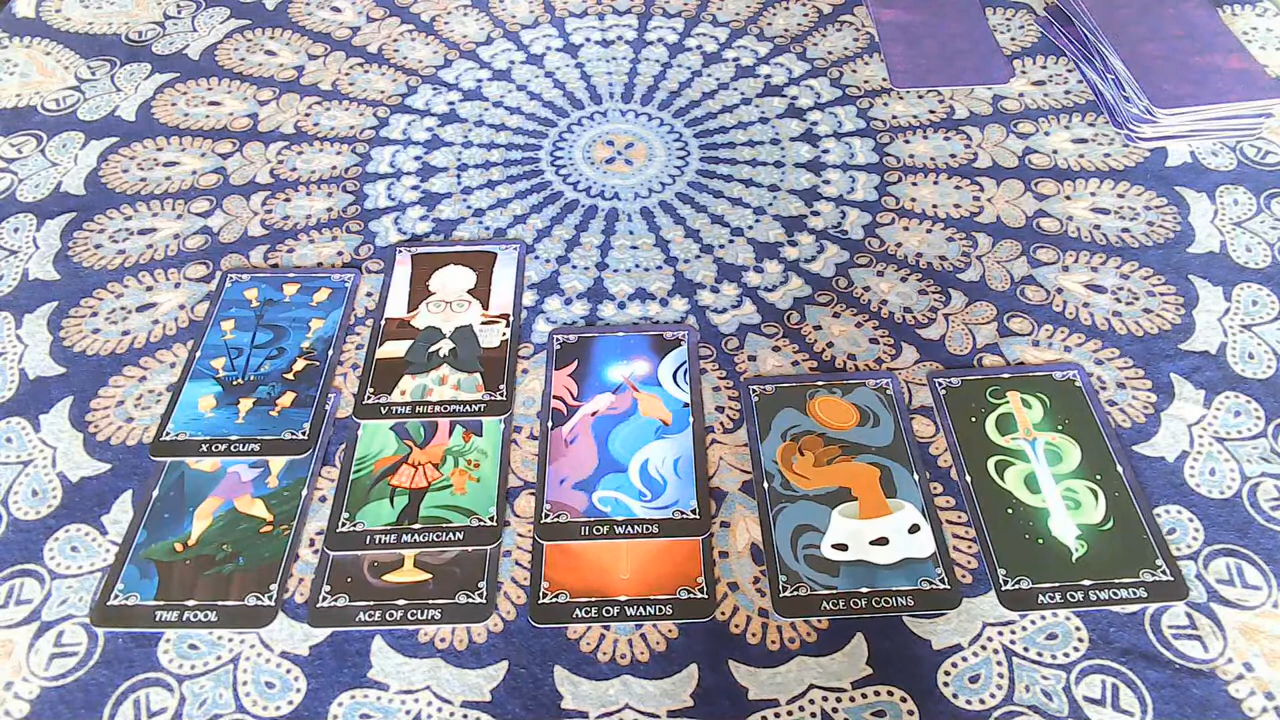 X OF CUPS
THE FOOL
V THE HIEROPHANT
I THE MAGICIAN
ACE OF CUPS
II OF WANDS
ACE OF WANDS
ACE OF COINS
ACE OF SWORDS